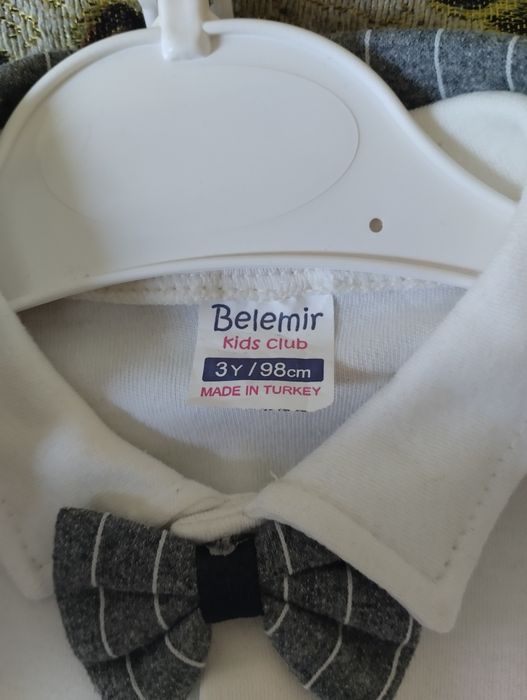 Belemir
Kids Club
3Y/98cm
MADE IN TURKEY